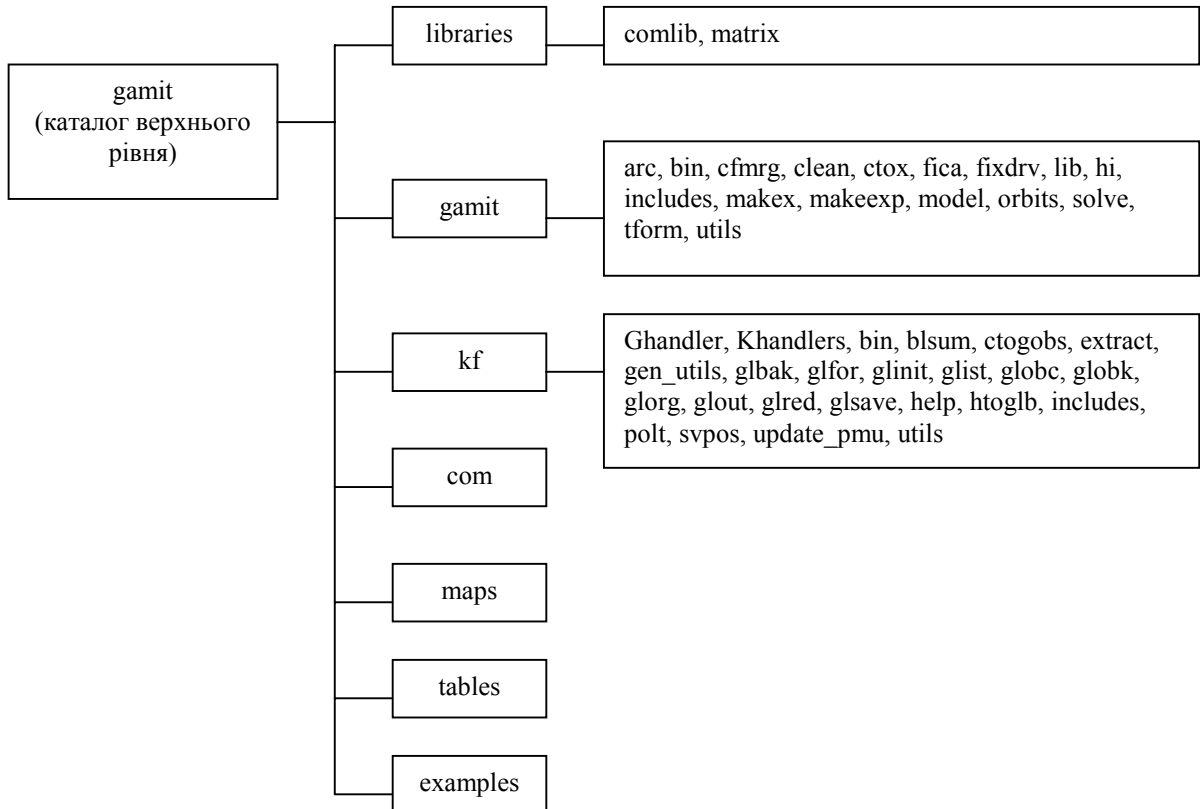 gamit
(каталог верхнього
рівня)
libraries
comlib, matrix
gamit
arc, bin, cfmrg, clean, ctox, fica, fixdrv, lib, hi,
includes, makex, makeexp, model, orbits, solve,
tform, utils
kf
Ghandler, Khandlers, bin, blsum, ctogobs, extract,
gen_utils, glbak, glfor, glinit, glist, globc, globk,
glorg, glout, glred, glsave, help, htoglb, includes,
polt, svpos, update_pmu, utils
com
maps
tables
examples